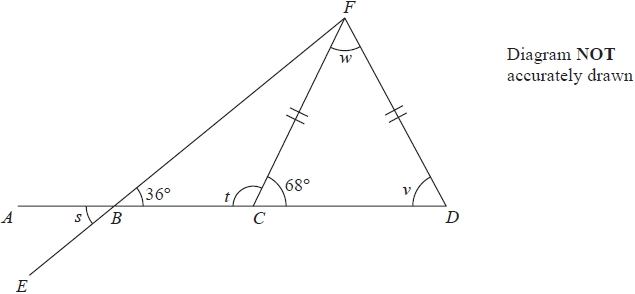 F
Diagram NOT
accurately drawn
w
36°
68°
t
v
s
A
B
C
D
E